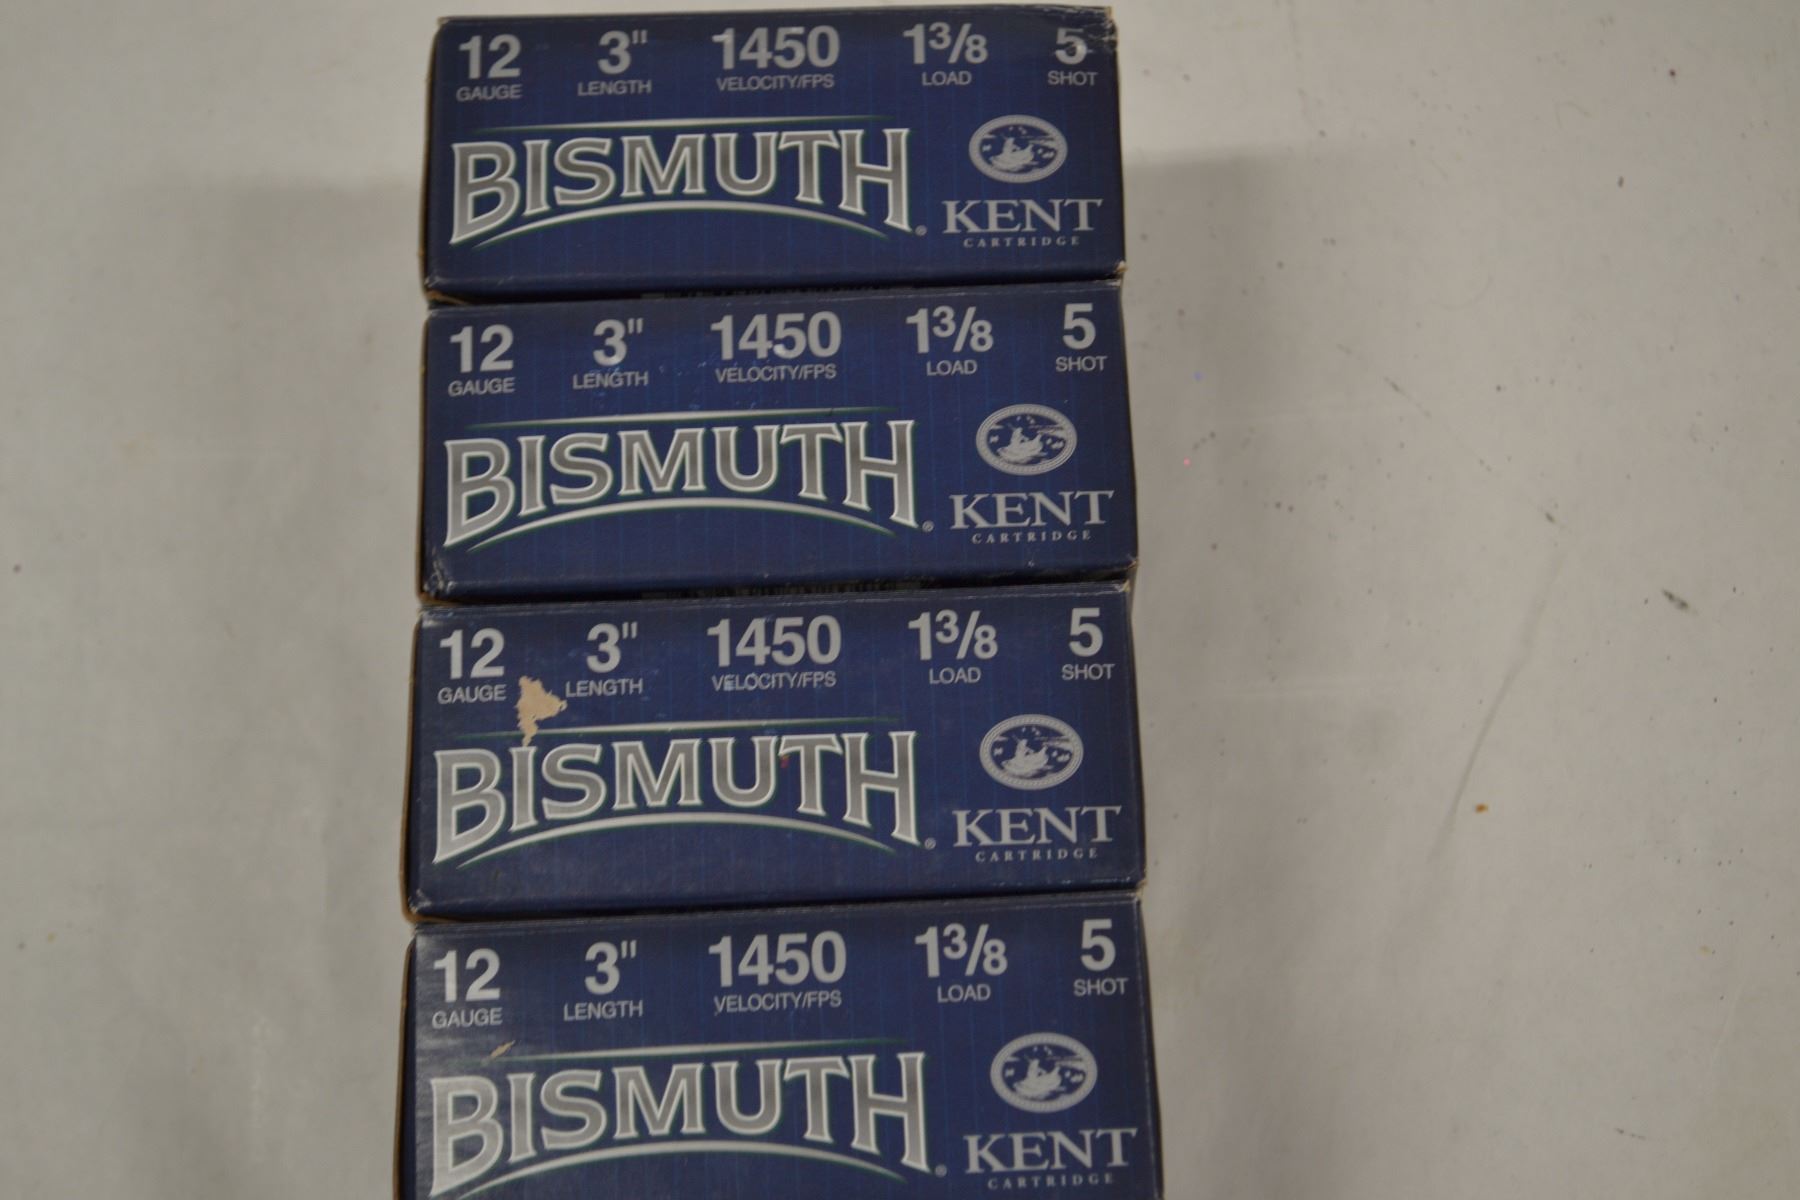 12 3" 1450 1 3/8 5
GAUGE LENGTH VELOCITY/FPS LOAD SHOT
BISMUTH®
KENT
CARTRIDGE
12 3" 1450 1 3/8 5
GAUGE LENGTH VELOCITY/FPS LOAD SHOT
BISMUTH®
KENT
CARTRIDGE
12 3" 1450 1 3/8 5
GAUGE LENGTH VELOCITY/FPS LOAD SHOT
BISMUTH®
KENT
CARTRIDGE
12 3" 1450 1 3/8 5
GAUGE LENGTH VELOCITY/FPS LOAD SHOT
BISMUTH®
KENT
CARTRIDGE